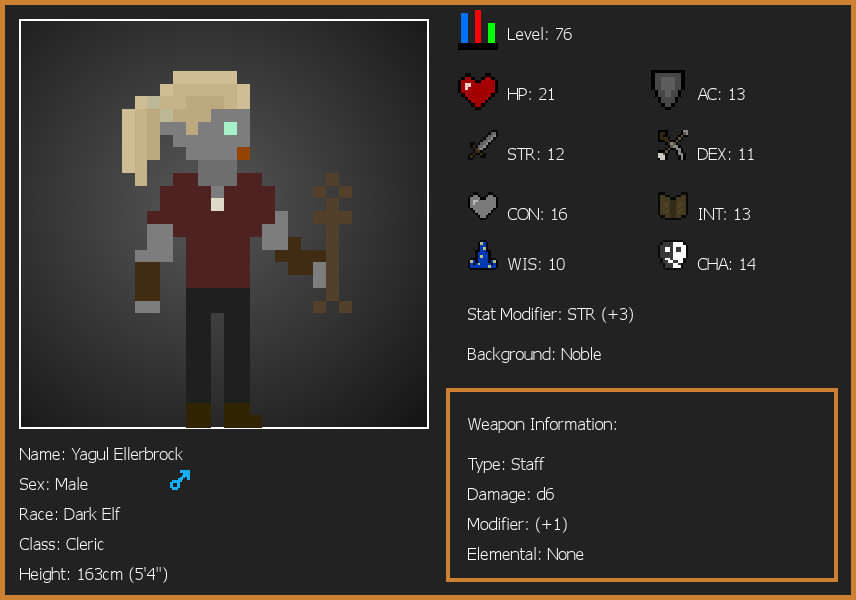 Level: 76
HP: 21
AC: 13
STR: 12
DEX: 11
CON: 16
INT: 13
WIS: 10
CHA: 14
Stat Modifier: STR (+3)
Background: Noble
Weapon Information:
Type: Staff
Damage: d6
Modifier: (+1)
Elemental: None
Name: Yagul Ellerbrock
Sex: Male
Race: Dark Elf
Class: Cleric
Height: 163cm (5'4")